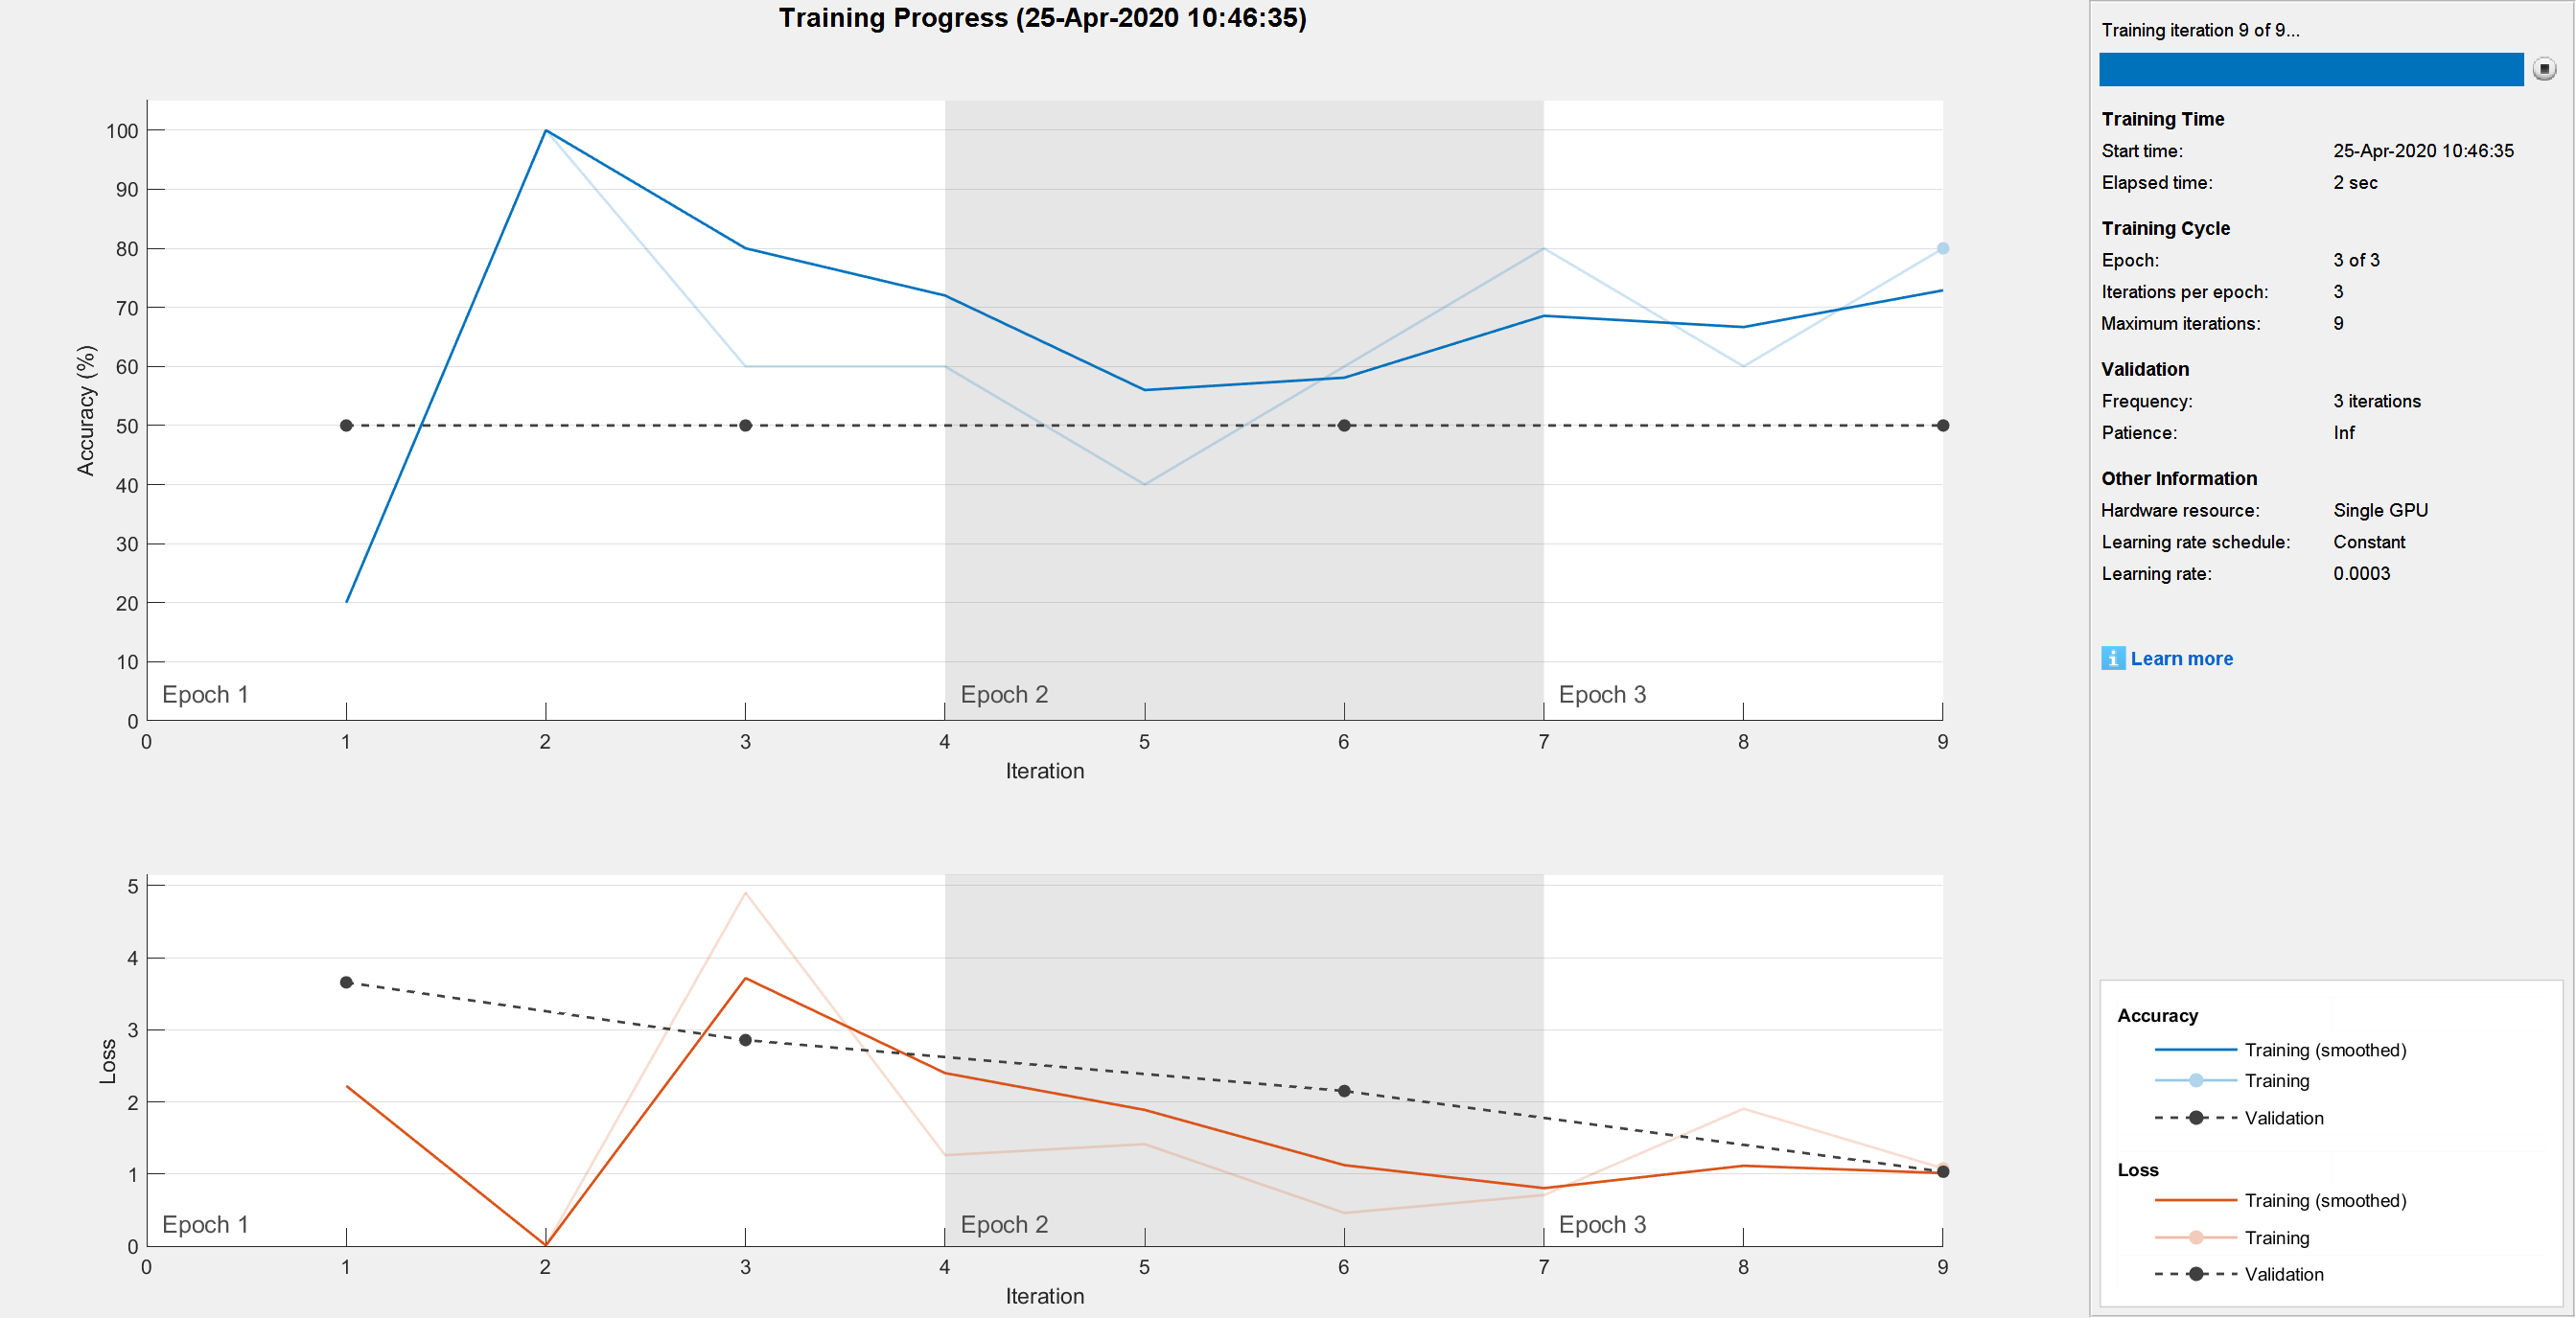 Training Progress (25-Apr-2020 10:46:35)
100
90
80
70
60
50
40
30
20
10
0
Accuracy (%)
Epoch 1 Epoch 2 Epoch 3
0 1 2 3 4 5 6 7 8 9
Iteration
5
4
3
2
1
0
Loss
Epoch 1 Epoch 2 Epoch 3
0 1 2 3 4 5 6 7 8 9
Iteration
Training iteration 9 of 9...
Training Time
Start time: 25-Apr-2020 10:46:35
Elapsed time: 2 sec
Training Cycle
Epoch: 3 of 3
Iterations per epoch: 3
Maximum iterations: 9
Validation
Frequency: 3 iterations
Patience: Inf
Other Information
Hardware resource: Single GPU
Learning rate schedule: Constant
Learning rate: 0.0003
i Learn more
Accuracy
Training (smoothed)
Training
Validation
Loss
Training (smoothed)
Training
Validation